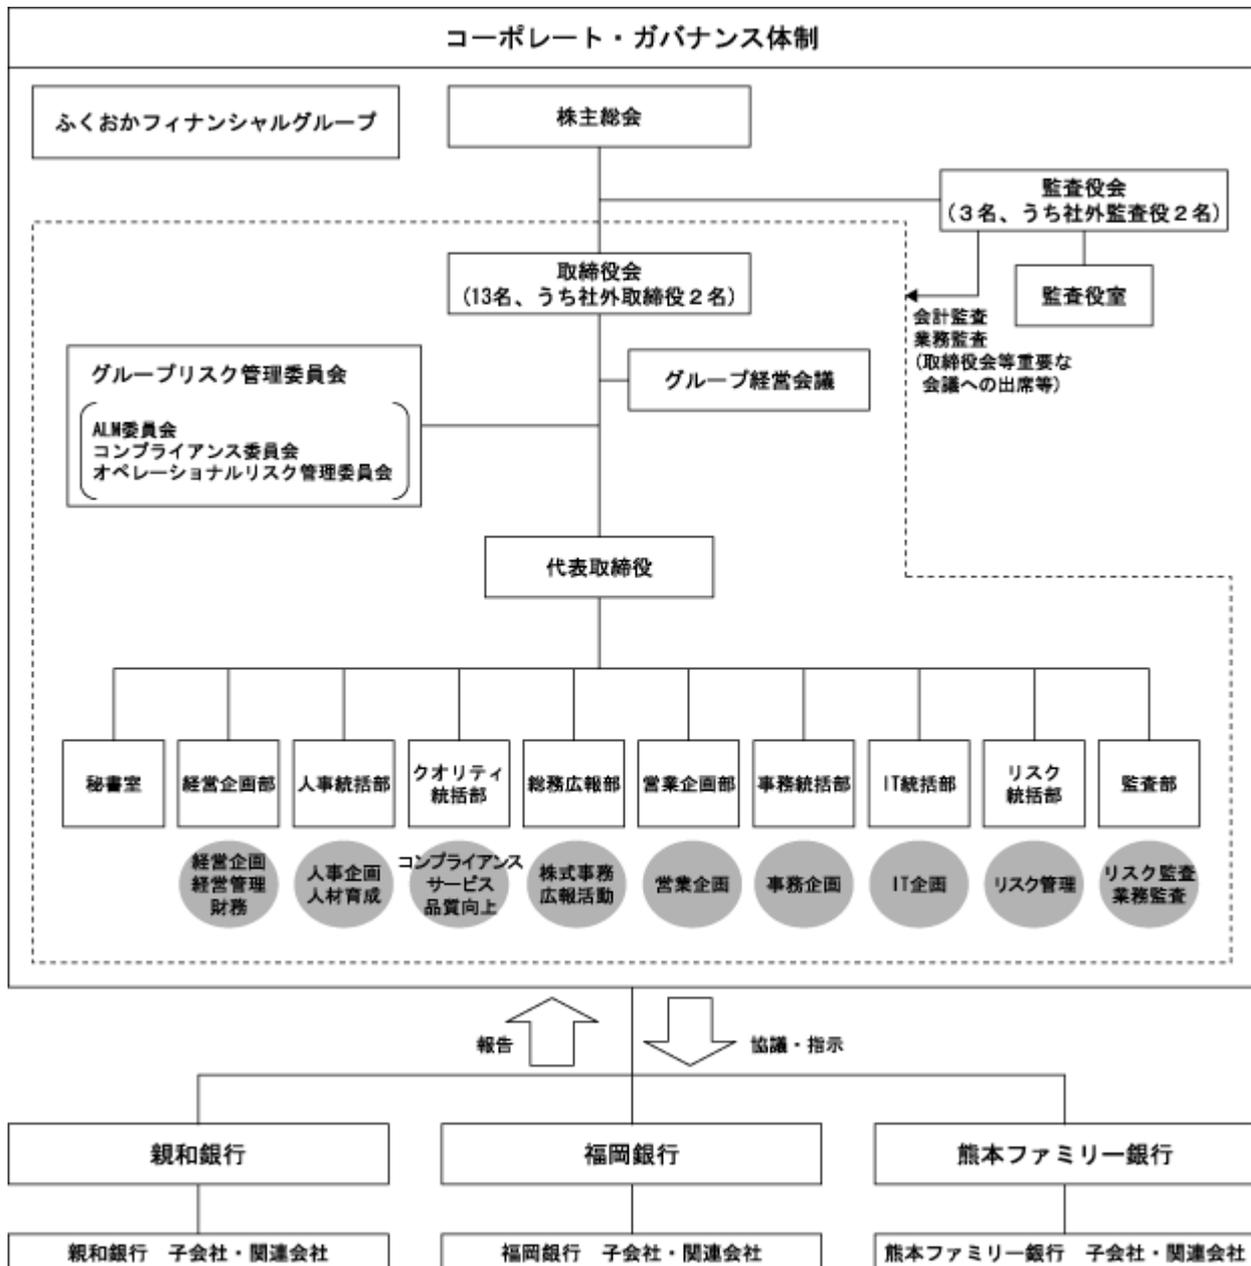 コーポレート・ガバナンス体制
ふくおかフィナンシャルグループ
株主総会
監査役会
(3名、うち社外監査役2名)
取締役会
(13名、うち社外取締役2名)
監査役室
会計監査
業務監査
(取締役会等重要な
会議への出席等)
グループリスク管理委員会
ALM委員会
コンプライアンス委員会
オペレーショナルリスク管理委員会
グループ経営会議
代表取締役
秘書室
経営企画部
人事統括部
クオリティ
統括部
総務広報部
営業企画部
事務統括部
IT統括部
リスク
統括部
監査部
経営企画
経営管理
財務
人事企画
人材育成
コンプライアンス
サービス
品質向上
株式事務
広報活動
営業企画
事務企画
IT企画
リスク管理
リスク監査
業務監査
報告
協議・指示
親和銀行
福岡銀行
熊本ファミリー銀行
親和銀行 子会社・関連会社
福岡銀行 子会社・関連会社
熊本ファミリー銀行 子会社・関連会社